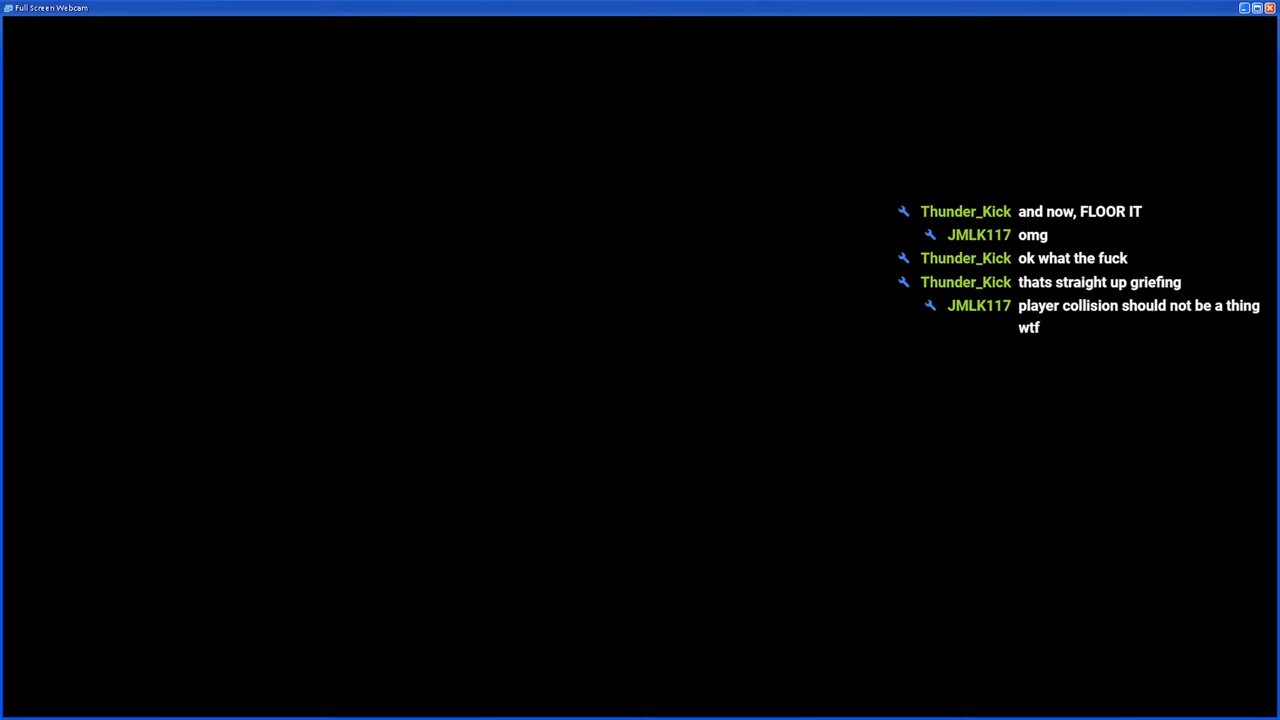 Full Screen Webcam
Thunder_Kick and now, FLOOR IT
JMLK117 omg
Thunder_Kick ok what the fuck
Thunder_Kick thats straight up griefing
JMLK117 player collision should not be a thing
wtf